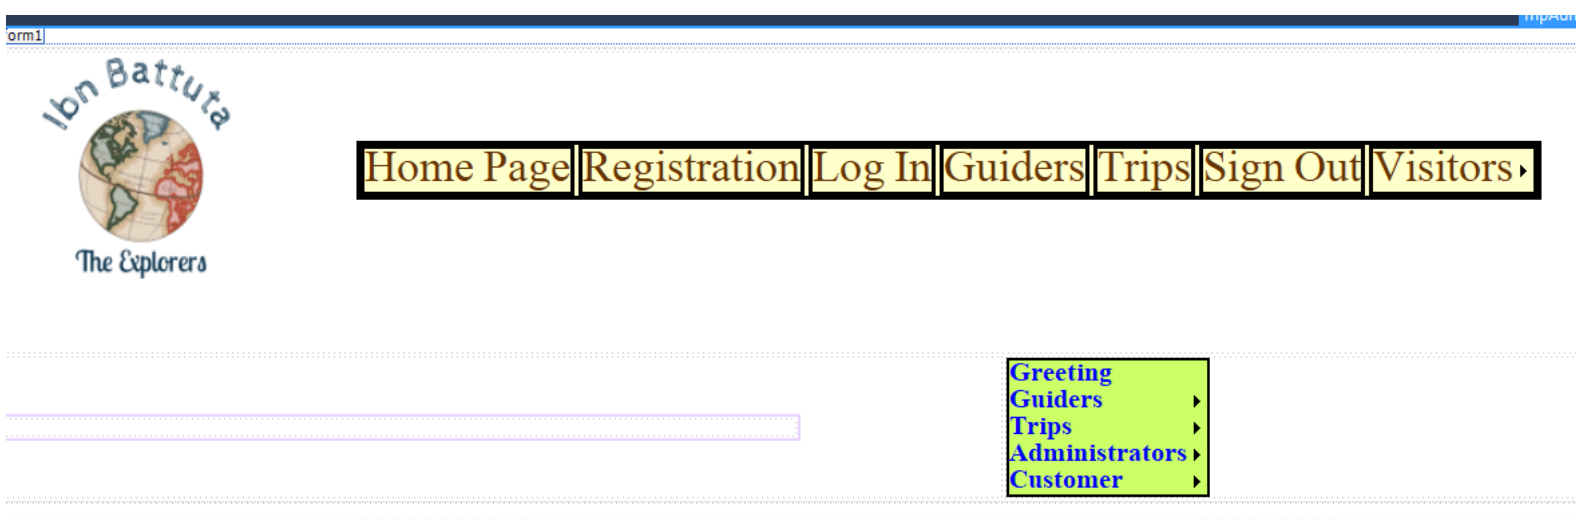 orm1
Ibn Battuta
The Explorers
Home Page Registration Log In Guiders Trips Sign Out Visitors
Greeting
Guiders
Trips
Administrators
Customer